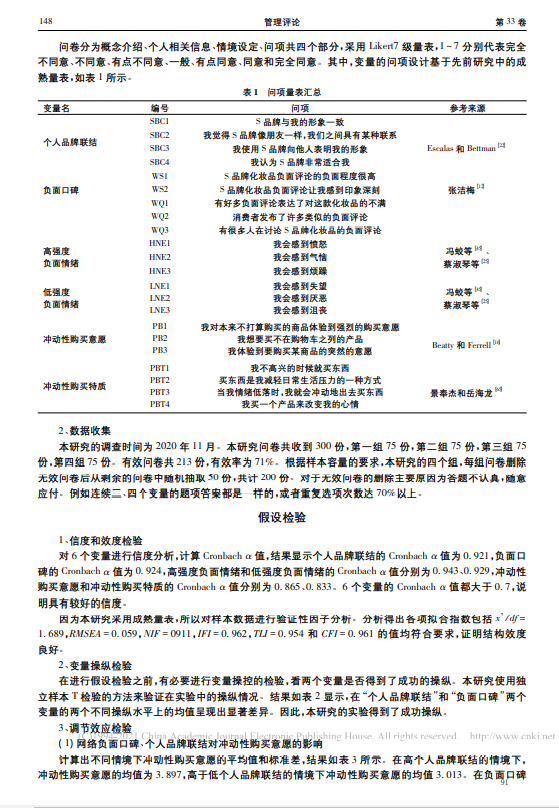 148 管理评论 第 33 卷
问卷分为概念介绍、个人相关信息、情境设定、问项共四个部分,采用 Likert7 级量表,1~7 分别代表完全
不同意、不同意、有点不同意、一般、有点同意、同意和完全同意。其中,变量的问项设计基于先前研究中的成
熟量表,如表 1 所示。
表 1 问项量表汇总
变量名 编号 问项 参考来源
个人品牌联结 Escalas 和 Bettman [22]
SBC1 S 品牌与我的形象一致
SBC2 我觉得 S 品牌像朋友一样,我们之间具有某种联系
SBC3 我使用 S 品牌向他人表明我的形象
SBC4 我认为 S 品牌非常适合我
负面口碑 张洁梅
WS1 S 品牌化妆品负面评论的负面程度很高
WS2 S 品牌化妆品负面评论让我感到印象深刻
WQ1 有好多负面评论表达了对这款化妆品的不满
WQ2 消费者发布了许多类似的负面评论
WQ3 有很多人在讨论 S 品牌化妆品的负面评论
高强度
负面情绪 冯蛟等、
蔡淑琴等
HNE1 我会感到愤怒
HNE2 我会感到气恼
HNE3 我会感到烦躁
低强度
负面情绪 冯蛟等、
蔡淑琴等
LNE1 我会感到失望
LNE2 我会感到厌恶
LNE3 我会感到沮丧
冲动性购买意愿 Beatty 和 Ferrell
PB1 我对本来不打算购买的商品体验到强烈的购买意愿
PB2 我想要买不在购物车之列的产品
PB3 我体验到要购买某商品的突然的意愿
冲动性购买特质 景奉杰和岳海龙
PBT1 我不高兴的时候就买东西
PBT2 买东西是我减轻日常生活压力的一种方式
PBT3 当我情绪低落时,我就会冲动地出去买东西
PBT4 我买一个产品来改变我的心情
2、数据收集
本研究的调查时间为 2020 年 11 月。本研究问卷共收到 300 份,第一组 75 份,第二组 75 份,第三组 75
份,第四组 75 份。有效问卷共 213 份,有效率为 71%。根据样本容量的要求,本研究的四个组,每组问卷删除
无效问卷后从剩余的问卷中随机抽取 50 份,共计 200 份。对于无效问卷的删除主要原因为答题不认真,随意
应付。例如连续三、四个变量的题项答案都是一样的,或者重复选项次数达 70%以上。
假设检验
1、信度和效度检验
对 6 个变量进行信度分析,计算 Cronbach α 值,结果显示个人品牌联结的 Cronbach α 值为 0. 921,负面口
碑的 Cronbach α 值为 0. 924,高强度负面情绪和低强度负面情绪的 Cronbach α 值分别为 0. 943、0. 929,冲动性
购买意愿和冲动性购买特质的 Cronbach α 值分别为 0. 865、0. 833。6 个变量的 Cronbach α 值都大于 0. 7,说
明具有较好的信度。
因为本研究采用成熟量表,所以对样本数据进行验证性因子分析。分析得出各项拟合指数包括 x²/df=
1. 689,RMSEA = 0. 059,NIF = 0911,IFI = 0. 962,TLI = 0. 954 和 CFI = 0. 961 的值均符合要求,证明结构效度
良好。
2、变量操纵检验
在进行假设检验之前,有必要进行变量操控的检验,看两个变量是否得到了成功的操纵。本研究使用独
立样本 T 检验的方法来验证在实验中的操纵情况。结果如表 2 显示,在“个人品牌联结”和“负面口碑”两个
变量的两个不同操纵水平上的均值呈现出显著差异。因此,本研究的实验得到了成功操纵。
3、调节效应检验
China Academic Journal Electronic Publishing House. All rights reserved. http://www.cnki.net
(1) 网络负面口碑、个人品牌联结对冲动性购买意愿的影响
计算出不同情境下冲动性购买意愿的平均值和标准差,结果如表 3 所示。在高个人品牌联结的情境下,
冲动性购买意愿的均值为 3. 897,高于低个人品牌联结的情境下冲动性购买意愿的均值 3. 013。在负面口碑
91